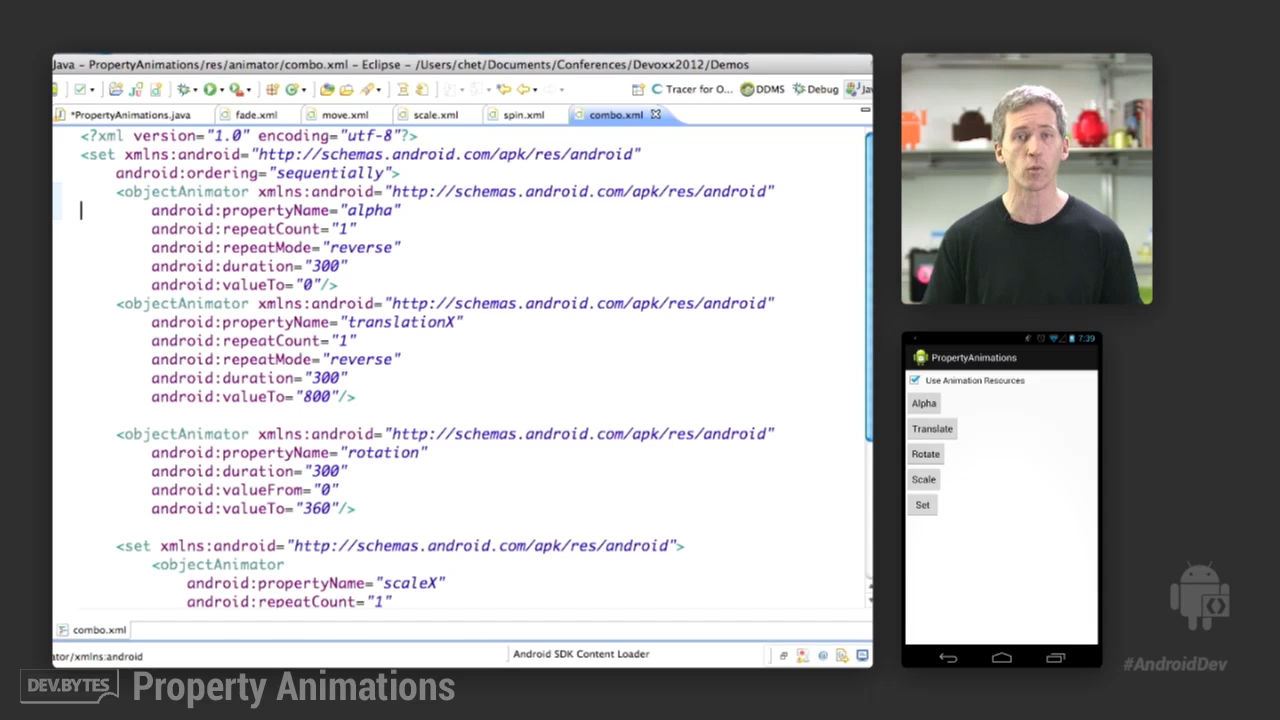 Java - PropertyAnimations/res/animator/combo.xml - Eclipse - /Users/chet/Documents/Conferences/Devoxx2012/Demos
Tracer for O... DDMS Debug Java
*PropertyAnimations.java fade.xml move.xml scale.xml spin.xml combo.xml
<?xml version="1.0" encoding="utf-8"?>
<set xmlns:android="http://schemas.android.com/apk/res/android"
android:ordering="sequentially">
<objectAnimator xmlns:android="http://schemas.android.com/apk/res/android"
android:propertyName="alpha"
android:repeatCount="1"
android:repeatMode="reverse"
android:duration="300"
android:valueTo="0"/>
<objectAnimator xmlns:android="http://schemas.android.com/apk/res/android"
android:propertyName="translationX"
android:repeatCount="1"
android:repeatMode="reverse"
android:duration="300"
android:valueTo="800"/>
<objectAnimator xmlns:android="http://schemas.android.com/apk/res/android"
android:propertyName="rotation"
android:duration="300"
android:valueFrom="0"
android:valueTo="360"/>
<set xmlns:android="http://schemas.android.com/apk/res/android">
<objectAnimator
android:propertyName="scaleX"
android:repeatCount="1"
combo.xml
ator/xmlns:android
Android SDK Content Loader
7:39
PropertyAnimations
Use Animation Resources
Alpha
Translate
Rotate
Scale
Set
#AndroidDev
DEV.BYTES Property Animations